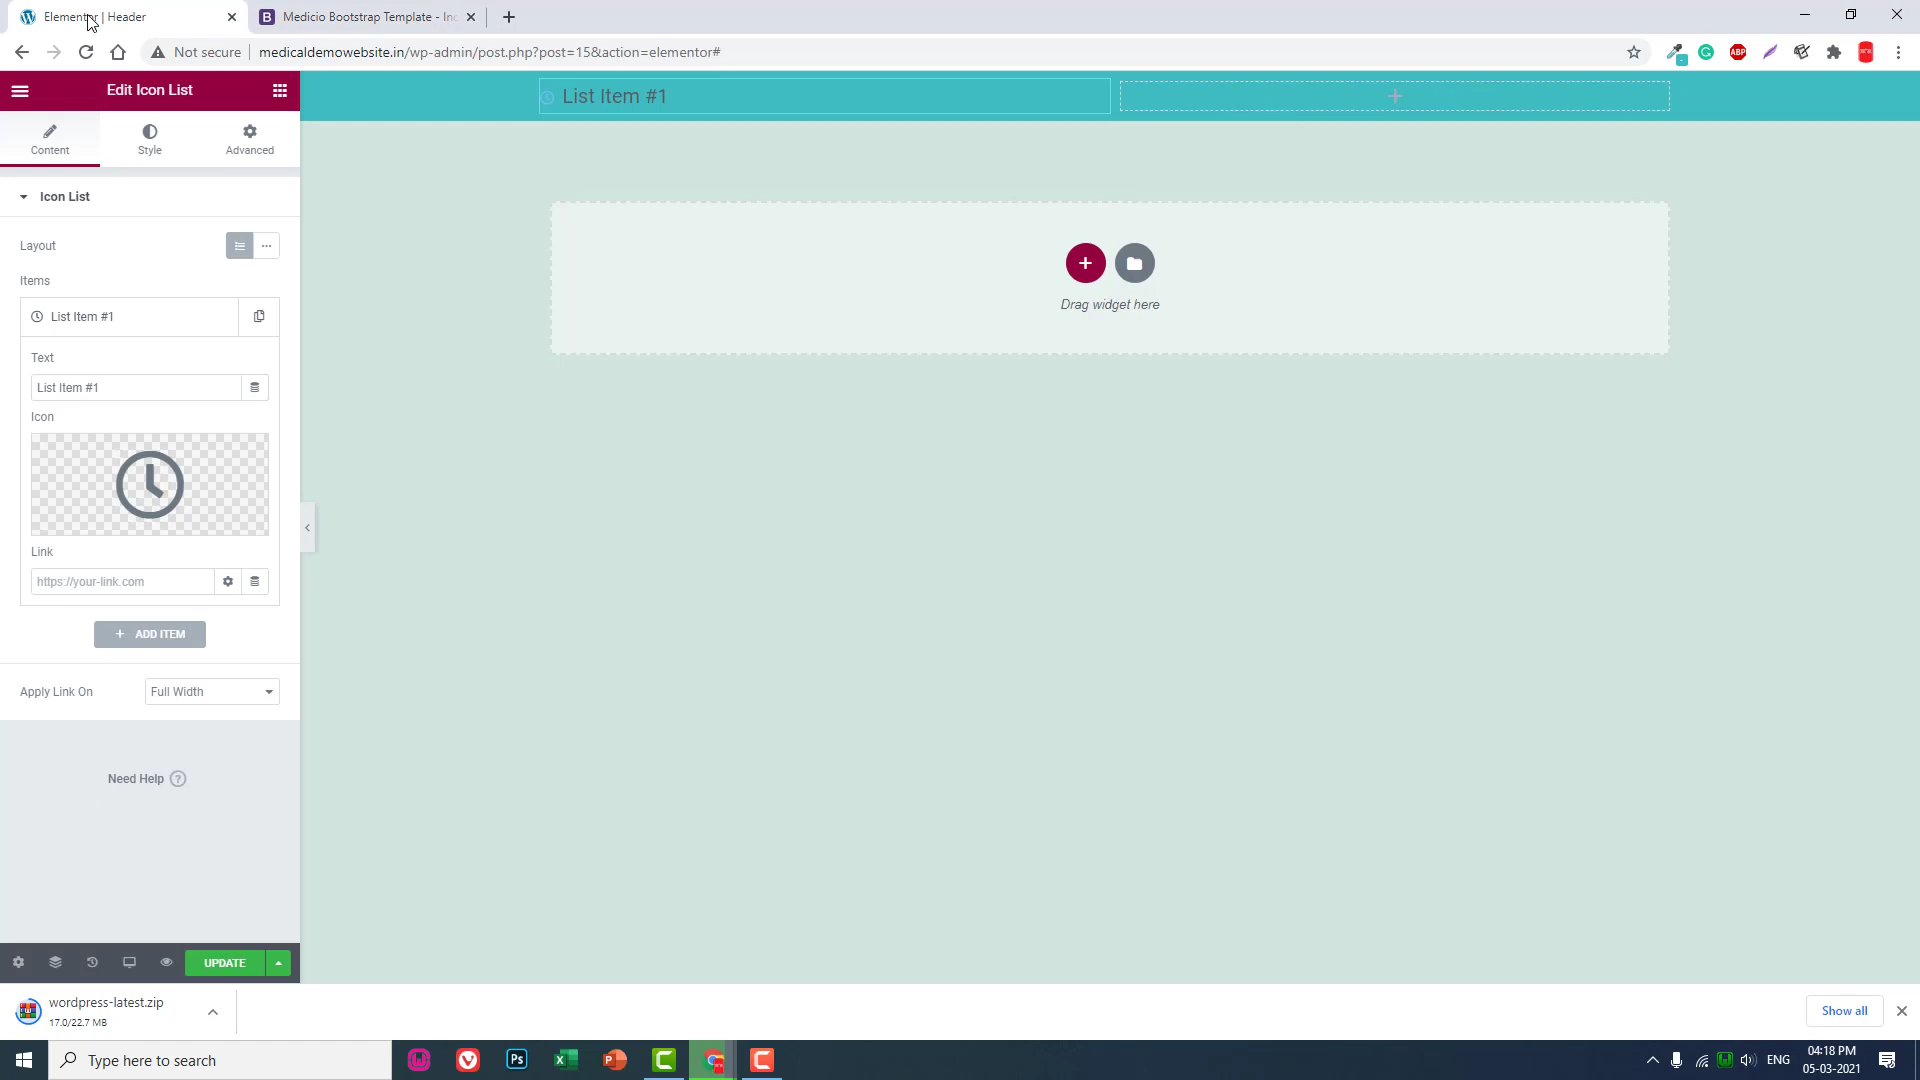 Elementor | Header
Medicio Bootstrap Template - Inc
Not secure
medicaldemowebsite.in/wp-admin/post.php?post=15&action=elementor#
ABP
Edit Icon List
List Item #1
Content
Style
Advanced
Icon List
Layout
Items
List Item #1
Text
List Item #1
Icon
Drag widget here
Link
https://your-link.com
ADD ITEM
Apply Link On
Full Width
Need Help
UPDATE
wordpress-latest.zip
17.0/22.7 MB
Show all
Type here to search
Ps
ENG
04:18 PM
05-03-2021